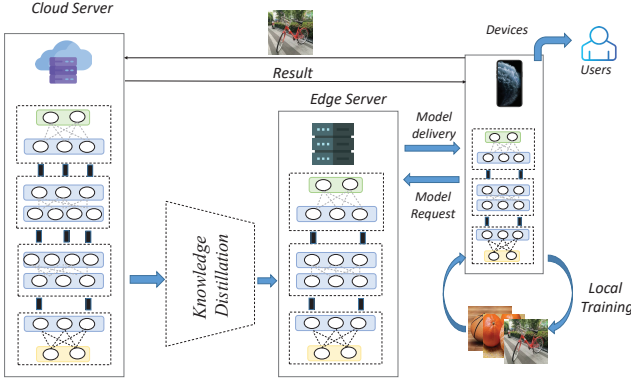 Cloud Server
Devices
Users
Result
Edge Server
Model
delivery
Model
Request
Knowledge
Distillation
Local
Training